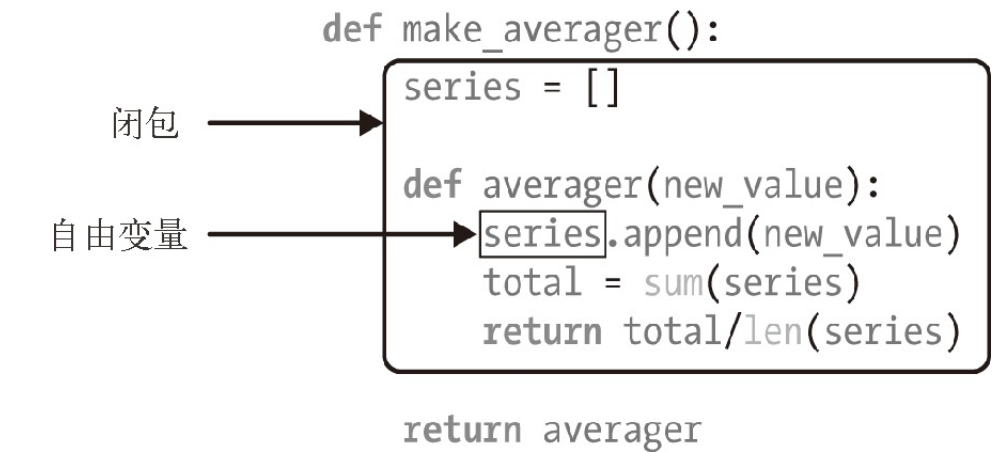 def make_averager():
series = []
闭包
def averager(new_value):
自由变量 series.append(new_value)
total = sum(series)
return total/len(series)
return averager